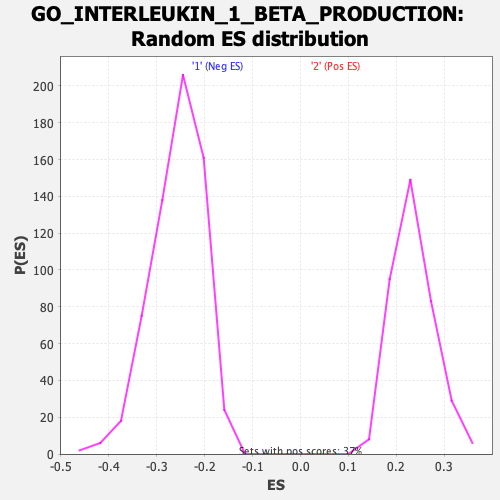 GO_INTERLEUKIN_1_BETA_PRODUCTION:
Random ES distribution
'1' (Neg ES) '2' (Pos ES)
200
180
160
140
120
100
80
60
40
20
0
P(ES)
Sets with pos scores: 37%
-0.5 -0.4 -0.3 -0.2 -0.1 0.0 0.1 0.2 0.3
ES